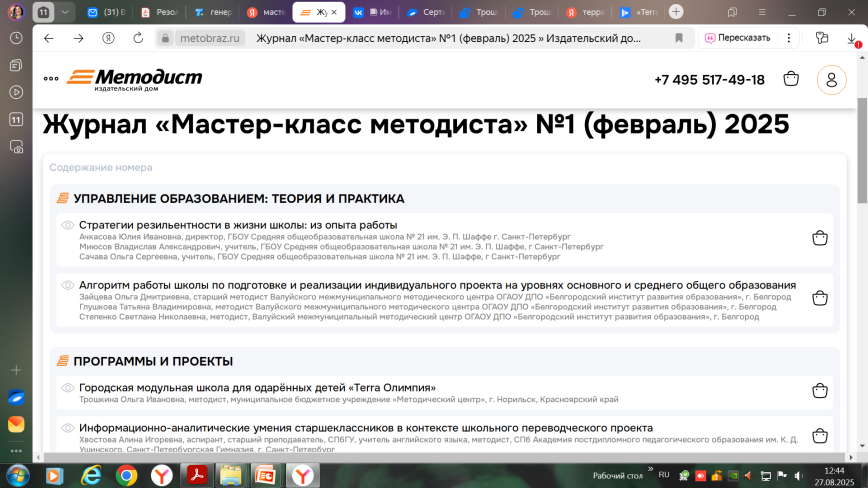 11
(31) В
Резол
генер
масте
Жу
Им
Серти
Трош
Трош
терра
«Terr
metobraz.ru
Журнал «Мастер-класс методиста» №1 (февраль) 2025 » Издательский до...
Пересказать
11
Методист
издательский дом
+7 495 517-49-18
Журнал «Мастер-класс методиста» №1 (февраль) 2025
Содержание номера
УПРАВЛЕНИЕ ОБРАЗОВАНИЕМ: ТЕОРИЯ И ПРАКТИКА
Стратегии резильентности в жизни школы: из опыта работы
Ачкасова Юлия Ивановна, директор, ГБОУ Средняя общеобразовательная школа № 21 им. Э. П. Шаффе г. Санкт-Петербург
Миюссов Владислав Александрович, учитель, ГБОУ Средняя общеобразовательная школа № 21 им. Э. П. Шаффе, г Санкт-Петербург
Сачава Ольга Сергеевна, учитель, ГБОУ Средняя общеобразовательная школа № 21 им. Э. П. Шаффе, г Санкт-Петербург
Алгоритм работы школы по подготовке и реализации индивидуального проекта на уровнях основного и среднего общего образования
Зайцева Ольга Дмитриевна, старший методист Валуйского межмуниципального методического центра ОГАОУ ДПО «Белгородский институт развития образования», г. Белгород
Глушкова Татьяна Владимировна, методист Валуйского межмуниципального методического центра ОГАОУ ДПО «Белгородский институт развития образования», г. Белгород
Степенко Светлана Николаевна, методист, Валуйский межмуниципальный методический центр ОГАОУ ДПО «Белгородский институт развития образования», г. Белгород
ПРОГРАММЫ И ПРОЕКТЫ
Городская модульная школа для одарённых детей «Terra Олимпия»
Трошкина Ольга Ивановна, методист, муниципальное бюджетное учреждение «Методический центр», г. Норильск, Красноярский край
Информационно-аналитические умения старшеклассников в контексте школьного переводческого проекта
Хвостова Алина Игоревна, аспирант, старший преподаватель, СПбГУ, учитель английского языка, методист, СПб Академия постдипломного педагогического образования им. К. Д.
Ушинского, Санкт-Петербургская Гимназия, г. Санкт-Петербург
Рабочий стол
RU
12:44
27.08.2025